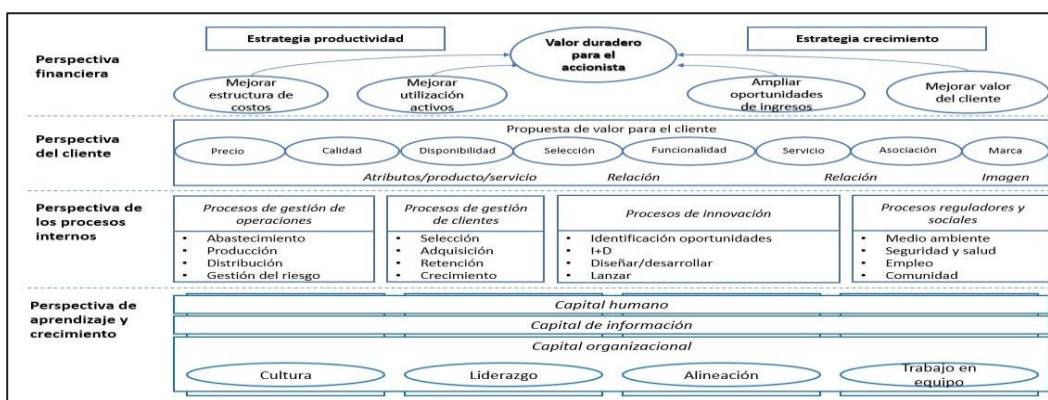 Estrategia productividad
Valor duradero
para el
accionista
Estrategia crecimiento
Perspectiva
financiera
Mejorar
estructura de
costos
Mejorar
utilización
activos
Ampliar
oportunidades
de ingresos
Mejorar valor
del cliente
Perspectiva
del cliente
Propuesta de valor para el cliente
Precio
Calidad
Disponibilidad
Selección
Funcionalidad
Servicio
Asociación
Marca
Atributos/producto/servicio
Relación
Relación
Imagen
Perspectiva de
los procesos
internos
Procesos de gestión de
operaciones
• Abastecimiento
• Producción
• Distribución
• Gestión del riesgo
Procesos de gestión
de clientes
• Selección
• Adquisición
• Retención
• Crecimiento
Procesos de innovación
• Identificación oportunidades
• I+D
• Diseñar/desarrollar
• Lanzar
Procesos reguladores y
sociales
• Medio ambiente
• Seguridad y salud
• Empleo
• Comunidad
Perspectiva de
aprendizaje y
crecimiento
Capital humano
Capital de información
Capital organizacional
Cultura
Liderazgo
Alineación
Trabajo en
equipo